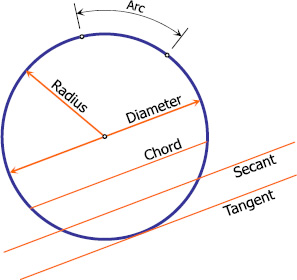 Arc
Radius
Diameter
Chord
Secant
Tangent